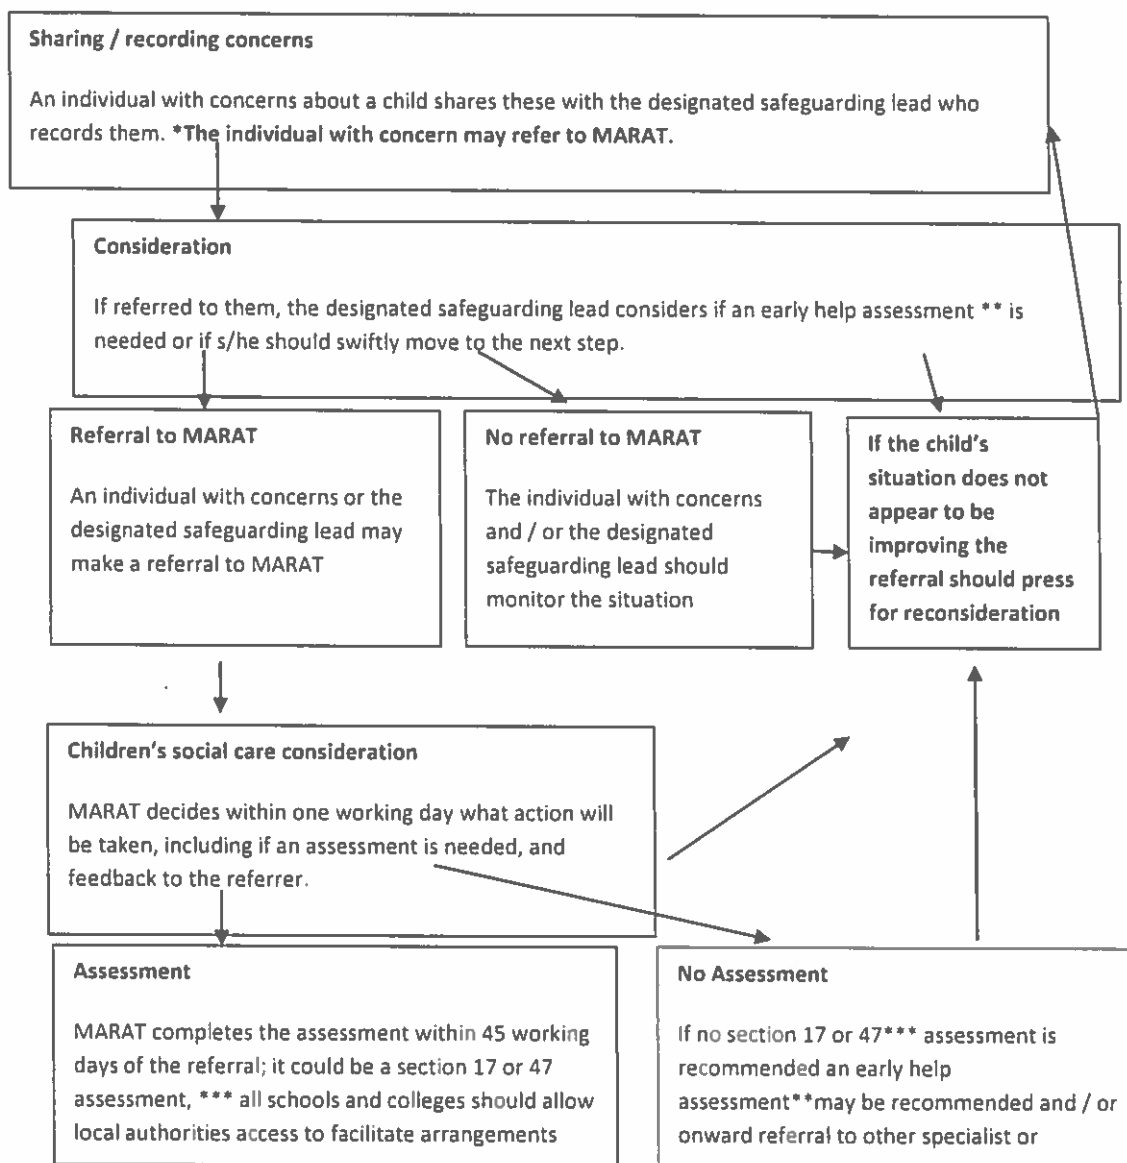 Sharing / recording concerns
An individual with concerns about a child shares these with the designated safeguarding lead who
records them. *The individual with concern may refer to MARAT.
Consideration
If referred to them, the designated safeguarding lead considers if an early help assessment ** is
needed or if s/he should swiftly move to the next step.
Referral to MARAT
An individual with concerns or the
designated safeguarding lead may
make a referral to MARAT
No referral to MARAT
The individual with concerns
and / or the designated
safeguarding lead should
monitor the situation
If the child's
situation does not
appear to be
improving the
referral should press
for reconsideration
Children's social care consideration
MARAT decides within one working day what action will
be taken, including if an assessment is needed, and
feedback to the referrer.
Assessment
MARAT completes the assessment within 45 working
days of the referral; it could be a section 17 or 47
assessment, *** all schools and colleges should allow
local authorities access to facilitate arrangements
No Assessment
If no section 17 or 47*** assessment is
recommended an early help
assessment**may be recommended and / or
onward referral to other specialist or